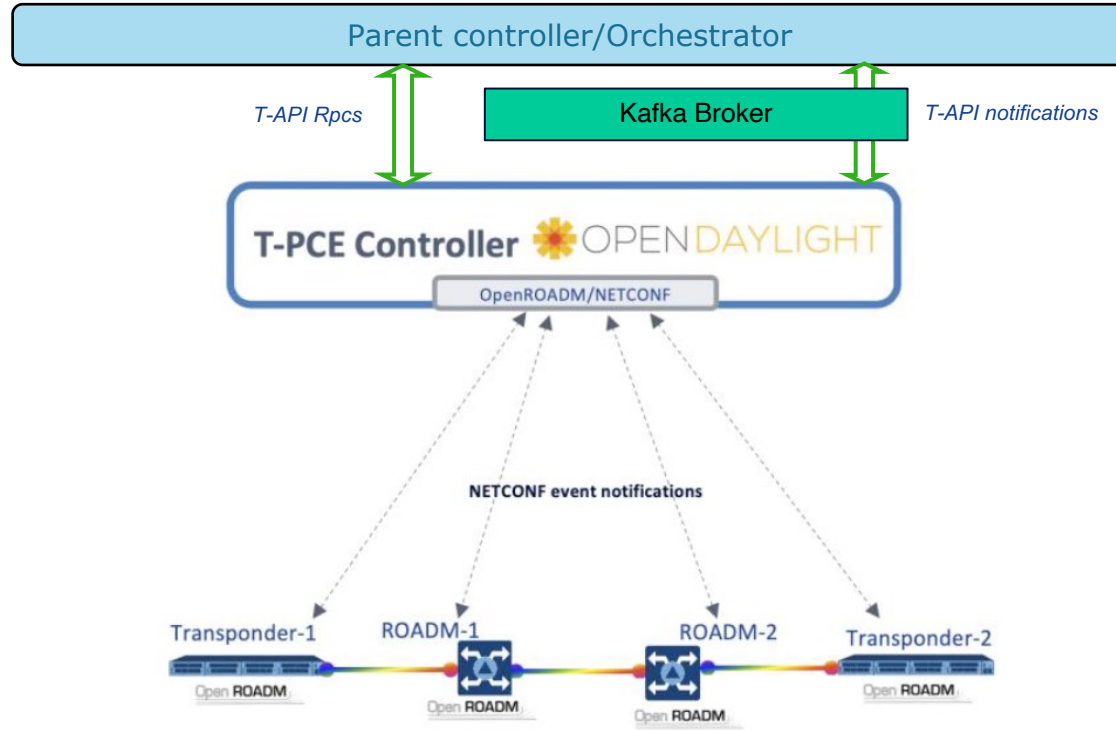 Parent controller/Orchestrator
T-API Rpcs
Kafka Broker
T-API notifications
T-PCE Controller OPENDAYLIGHT
OpenROADM/NETCONF
NETCONF event notifications
Transponder-1
ROADM-1
ROADM-2
Transponder-2
Open ROADM
Open ROADM
Open ROADM
Open ROADM